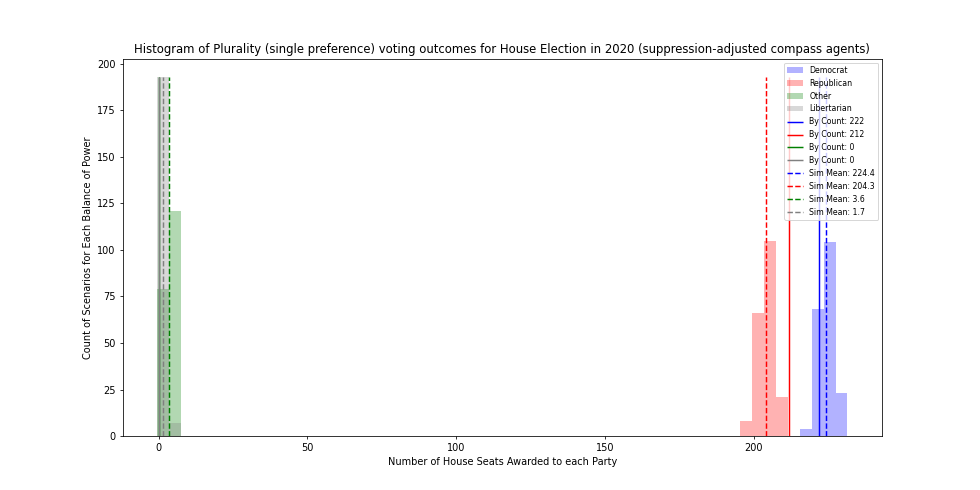 Histogram of Plurality (single preference) voting outcomes for House Election in 2020 (suppression-adjusted compass agents)
Count of Scenarios for Each Balance of Power
200
175
150
125
100
75
50
25
0
Democrat
Republican
Other
Libertarian
By Count: 222
By Count: 212
By Count: 0
By Count: 0
Sim Mean: 224.4
Sim Mean: 204.3
Sim Mean: 3.6
Sim Mean: 1.7
0 50 100 150 200
Number of House Seats Awarded to each Party